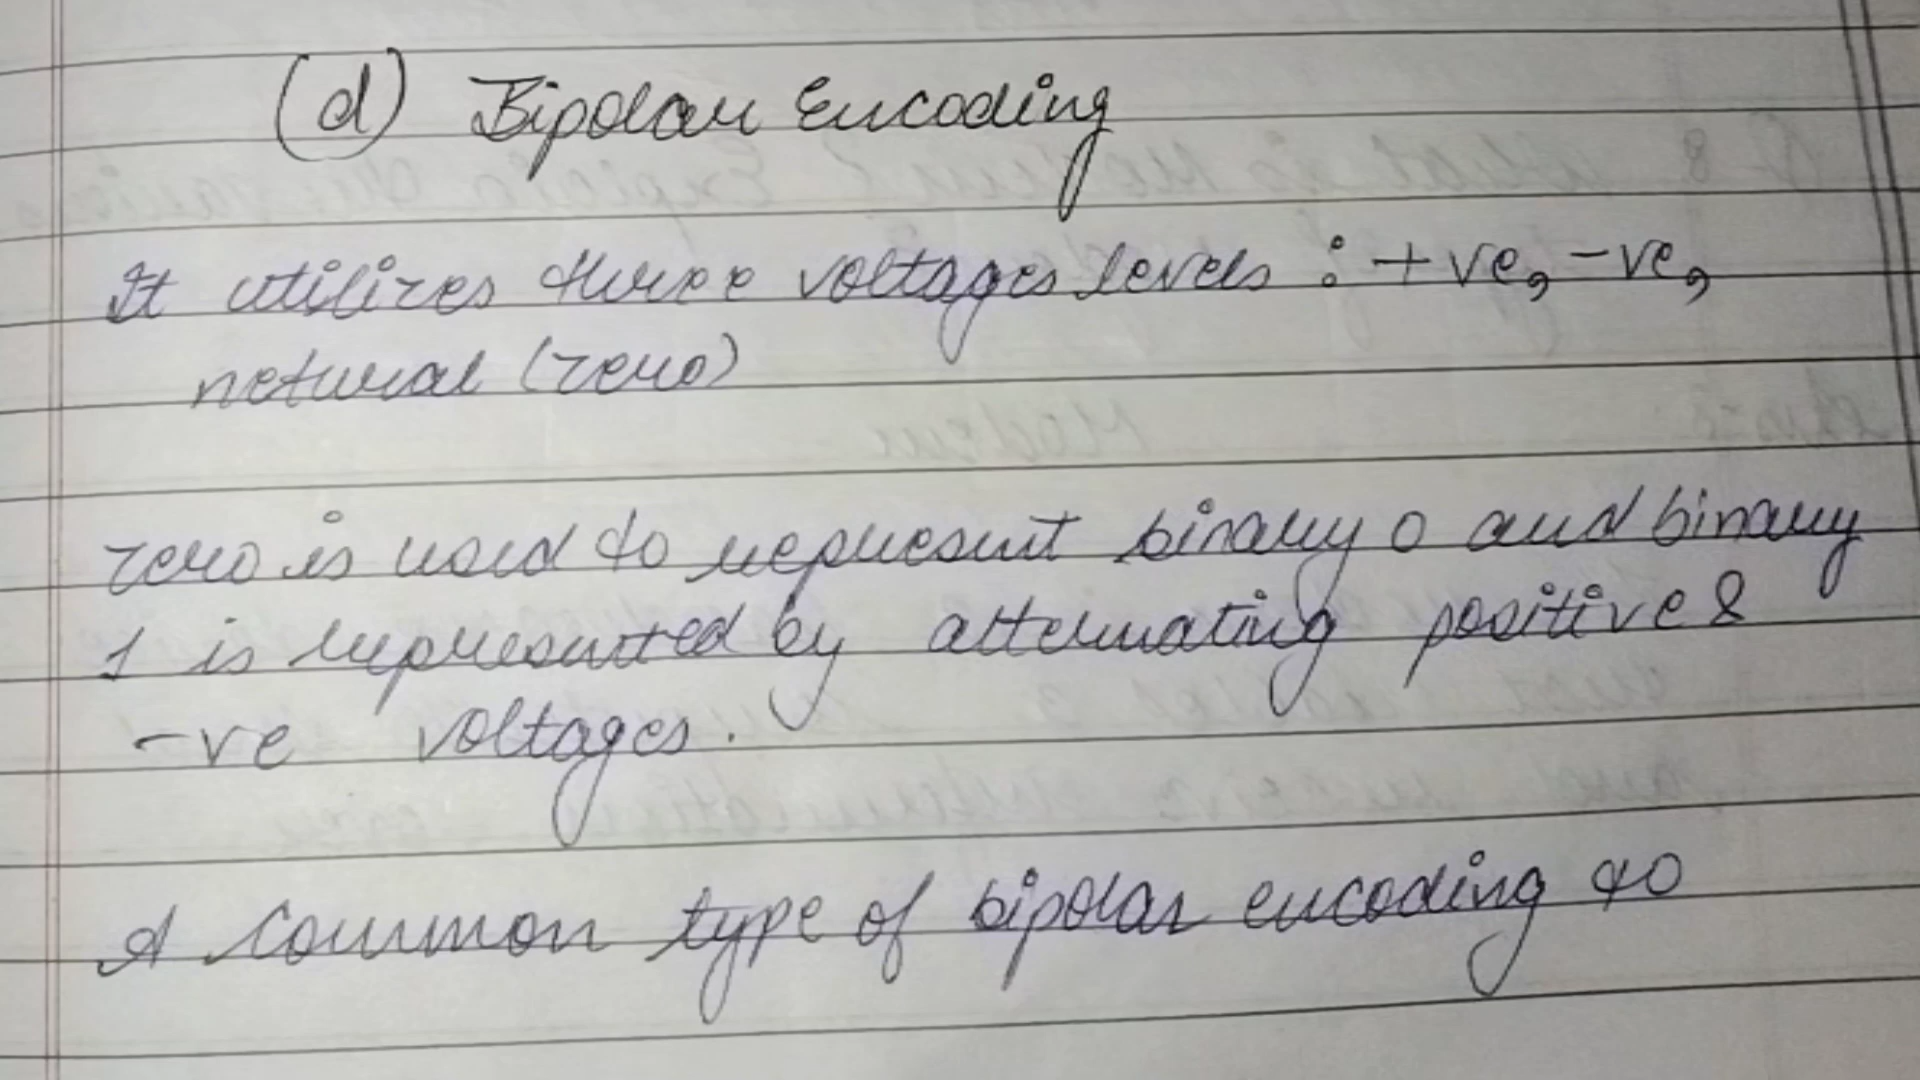 (d) Bipolar Encoding
It utilizes three voltages levels : +ve, -ve,
netural (zero)
zero is used to represent binary 0 and binary
1 is represented by alternating positive &
-ve voltages.
A common type of bipolar encoding to